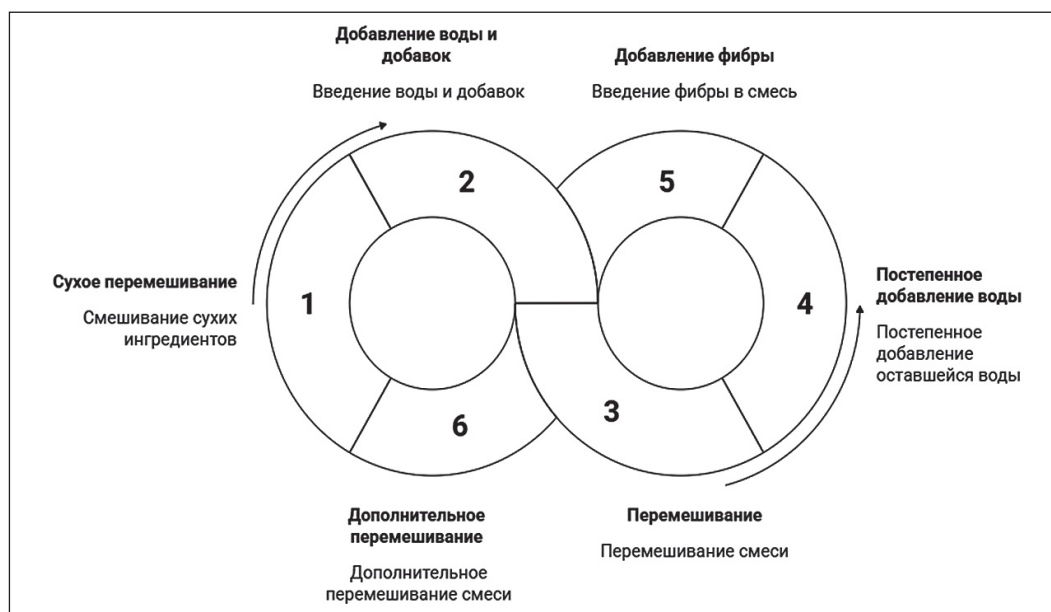 Добавление воды и
добавок
Введение воды и добавок
Добавление фибры
Введение фибры в смесь
2
5
Сухое перемешивание
Смешивание сухих
ингредиентов
1
4
Постепенное
добавление воды
Постепенное
добавление
оставшейся воды
6
3
Дополнительное
перемешивание
Дополнительное
перемешивание смеси
Перемешивание
Перемешивание смеси